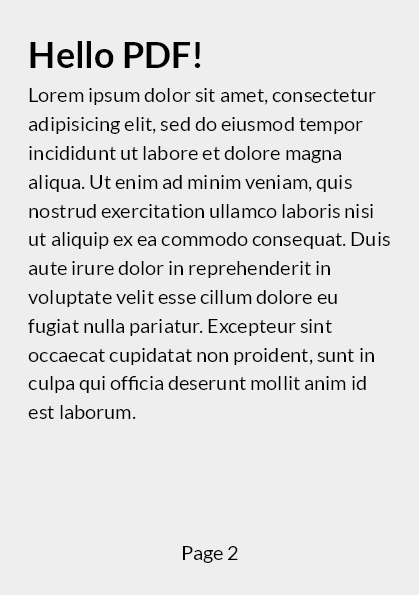 Hello PDF!
Lorem ipsum dolor sit amet, consectetur
adipisicing elit, sed do eiusmod tempor
incididunt ut labore et dolore magna
aliqua. Ut enim ad minim veniam, quis
nostrud exercitation ullamco laboris nisi
ut aliquip ex ea commodo consequat. Duis
aute irure dolor in reprehenderit in
voluptate velit esse cillum dolore eu
fugiat nulla pariatur. Excepteur sint
occaecat cupidatat non proident, sunt in
culpa qui officia deserunt mollit anim id
est laborum.
Page 2